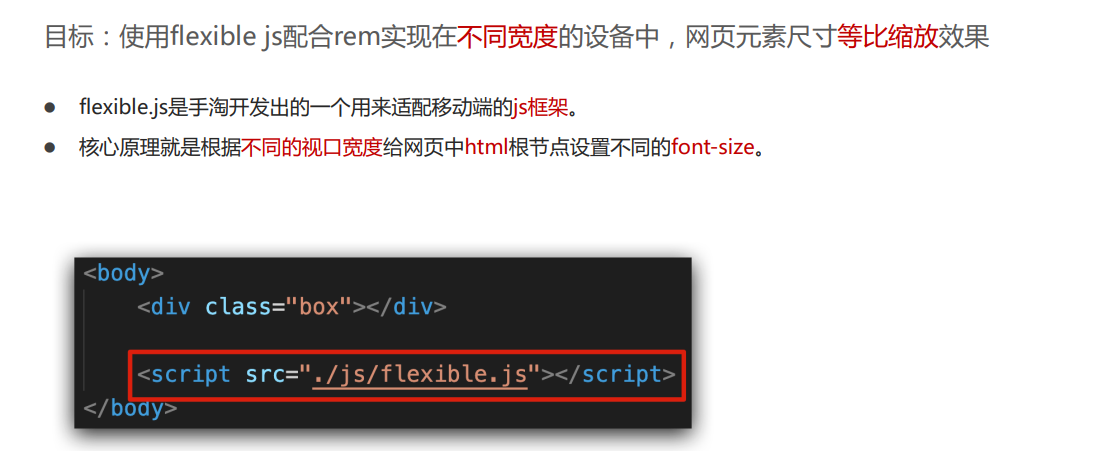 目标：使用flexible js配合rem实现在不同宽度的设备中，网页元素尺寸等比缩放效果
● flexible.js是手淘开发出的一个用来适配移动端的js框架。
● 核心原理就是根据不同的视口宽度给网页中html根节点设置不同的font-size。
<body>
<div class="box"></div>
<script src="./js/flexible.js"></script>
</body>